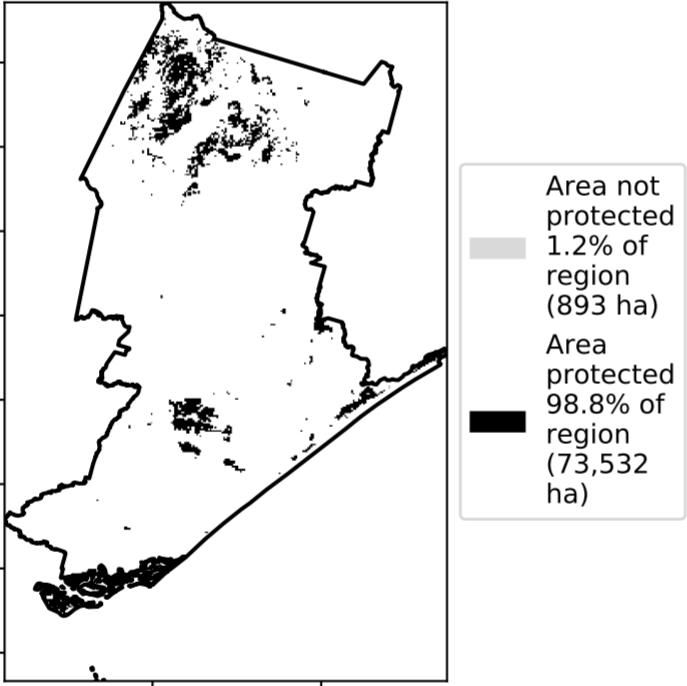 Area not
protected
1.2% of
region
(893 ha)
Area
protected
98.8% of
region
(73,532
ha)